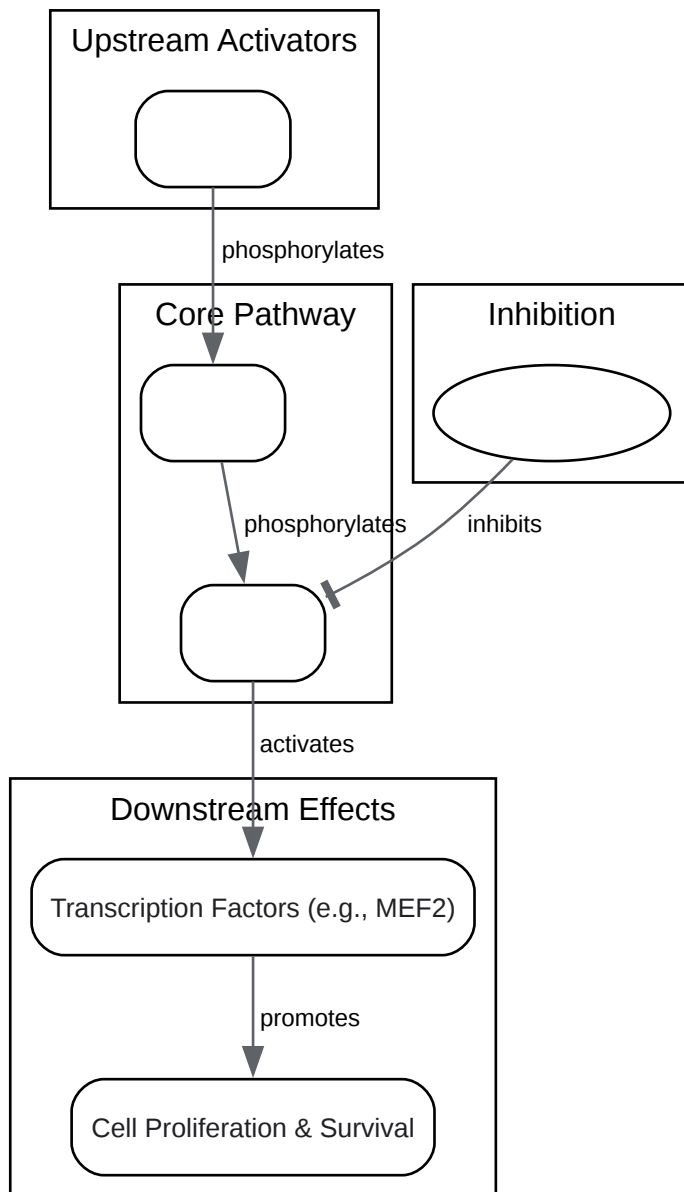 Upstream Activators
phosphorylates
Core Pathway
Inhibition
phosphorylates
inhibits
activates
Downstream Effects
Transcription Factors (e.g., MEF2)
promotes
Cell Proliferation & Survival